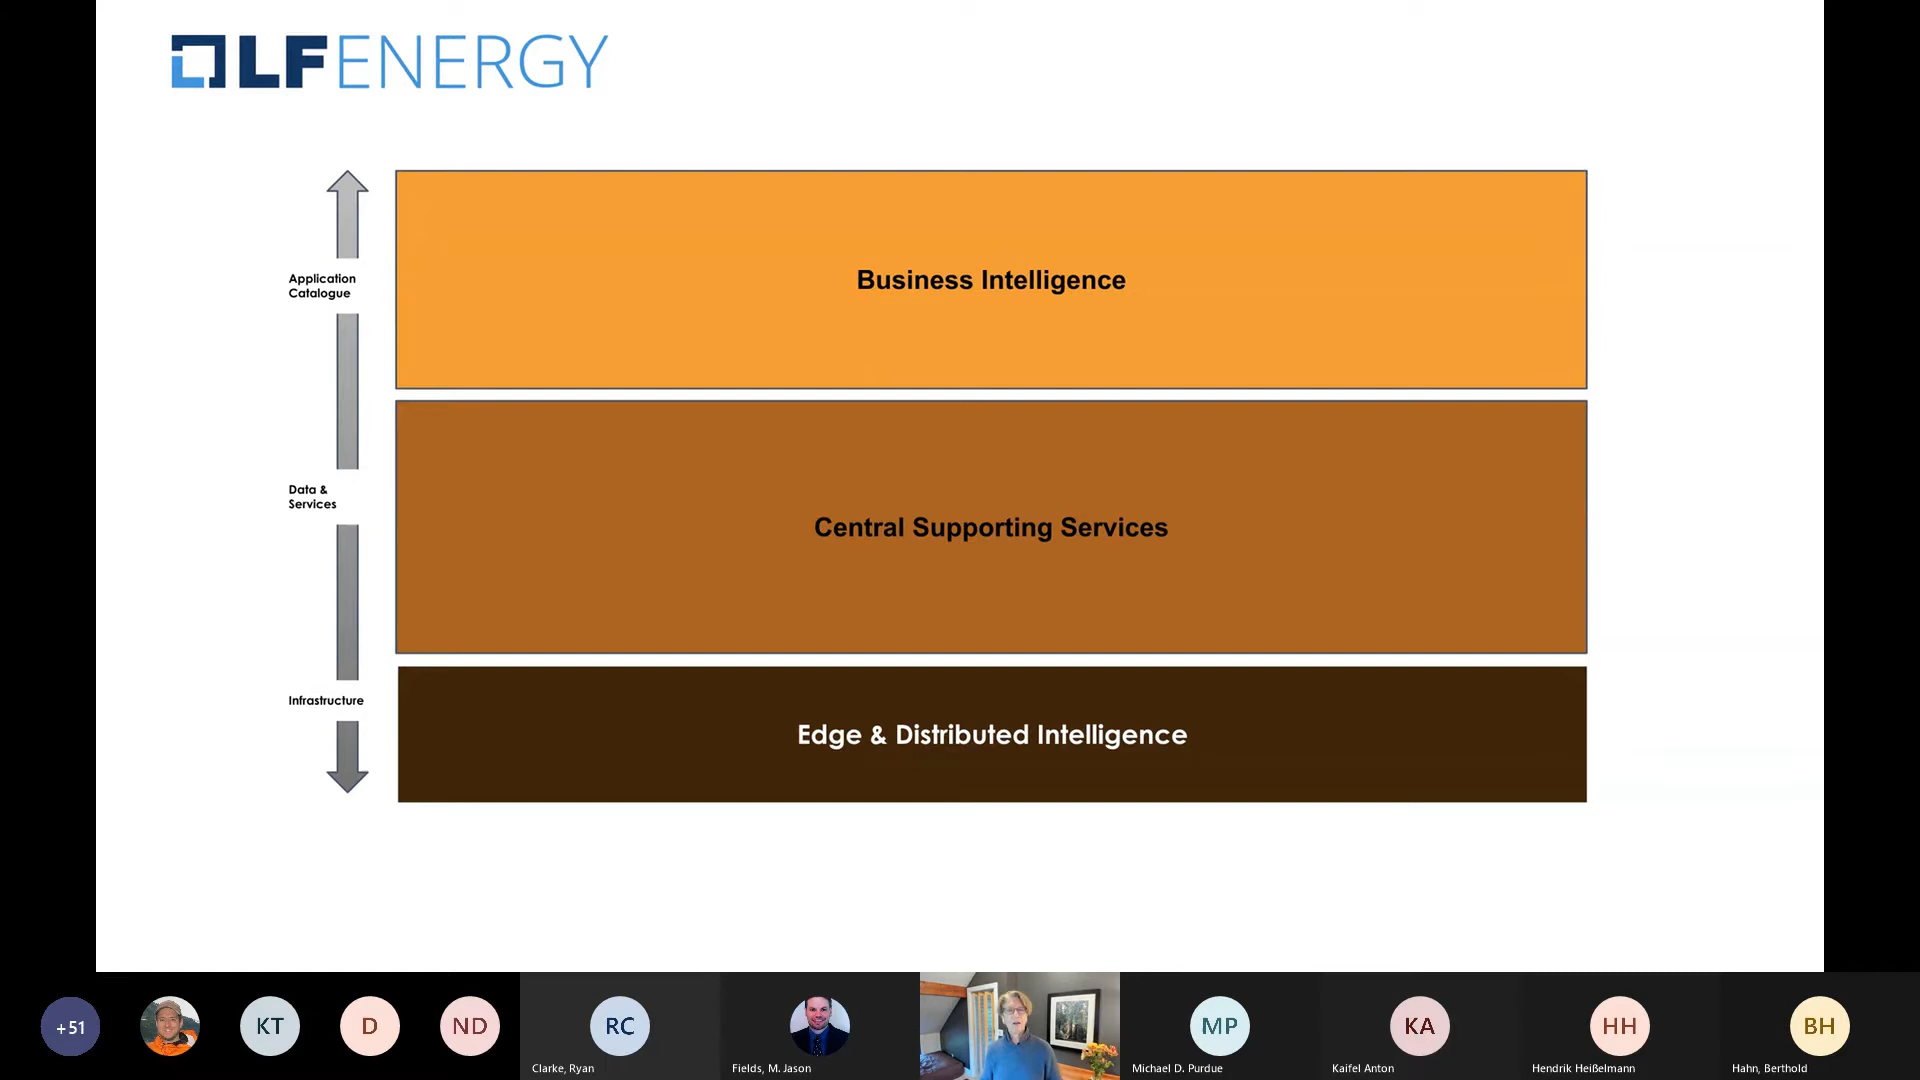 LFENERGY
Application
Catalogue
Business Intelligence
Data &
Services
Central Supporting Services
Infrastructure
Edge & Distributed Intelligence
+51
KT
D
ND
RC
MP
KA
HH
BH
Clarke, Ryan
Fields, M. Jason
Michael D. Purdue
Kaifel Anton
Hendrik Heißelmann
Hahn, Berthold